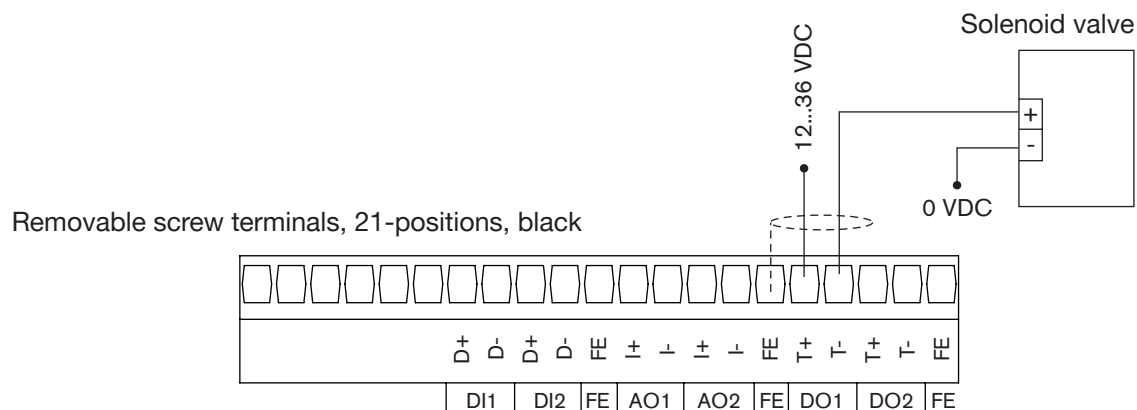 Solenoid valve
12...36 VDC
+
-
0 VDC
Removable screw terminals, 21-positions, black
D+ D- D+ D- FE I+ I- I+ I- FE T+ T- T+ T- FE
DI1 DI2 FE AO1 AO2 FE DO1 DO2 FE